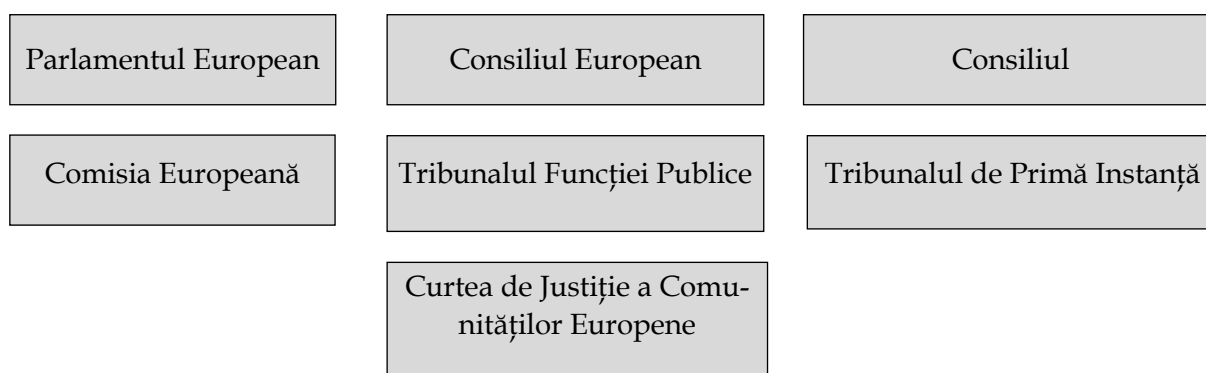 Parlamentul European
Consiliul European
Consiliul
Comisia Europeană
Tribunalul Funcției Publice
Tribunalul de Primă Instanță
Curtea de Justiție a Comu-
nităților Europene